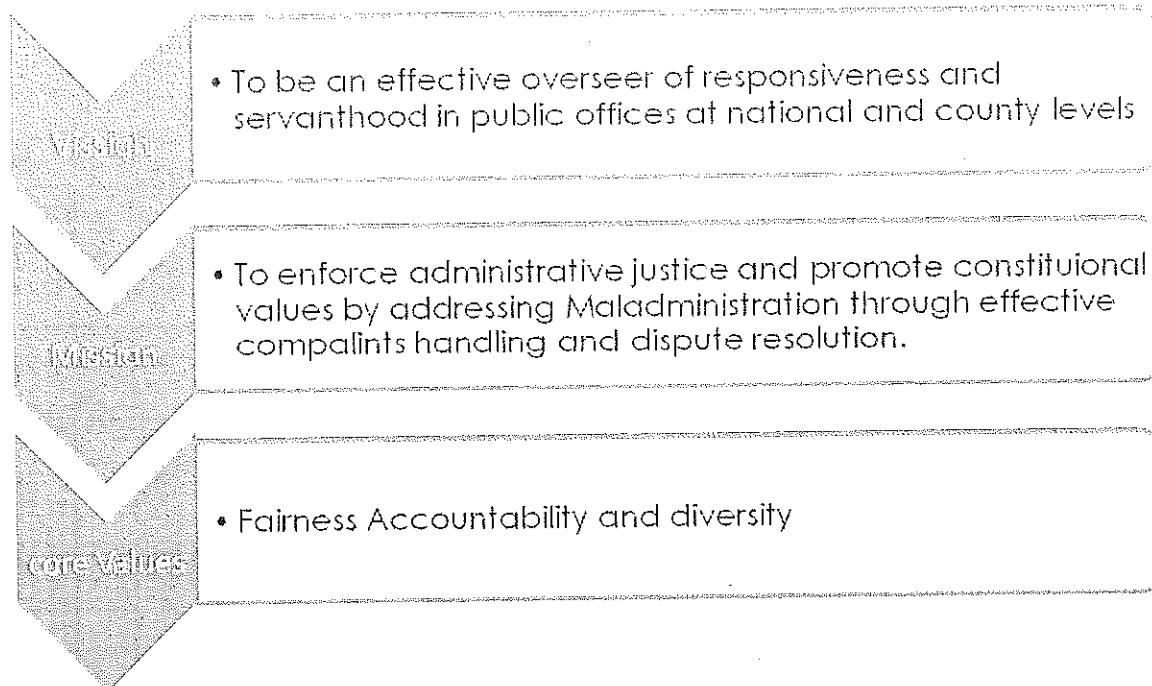 Vission
• To be an effective overseer of responsiveness and
servanthood in public offices at national and county levels
Mission
• To enforce administrative justice and promote constituional
values by addressing Maladministration through effective
compalints handling and dispute resolution.
core Values
• Fairness Accountability and diversity